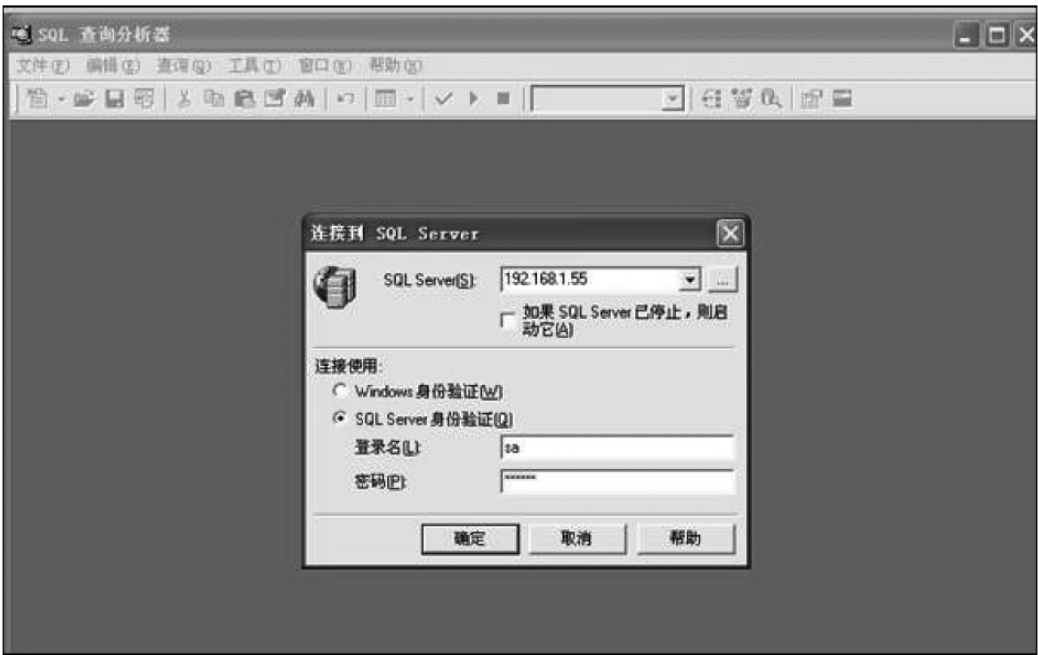 SQL 查询分析器
文件(F) 编辑(E) 查询(Q) 工具(T) 窗口(W) 帮助(H)
连接到 SQL Server
SQL Server(S): 192.168.1.55
...
如果 SQL Server 已停止，则启
动它(A)
连接使用:
Windows 身份验证(W)
SQL Server 身份验证(Q)
登录名(L): sa
密码(P): ******
确定 取消 帮助